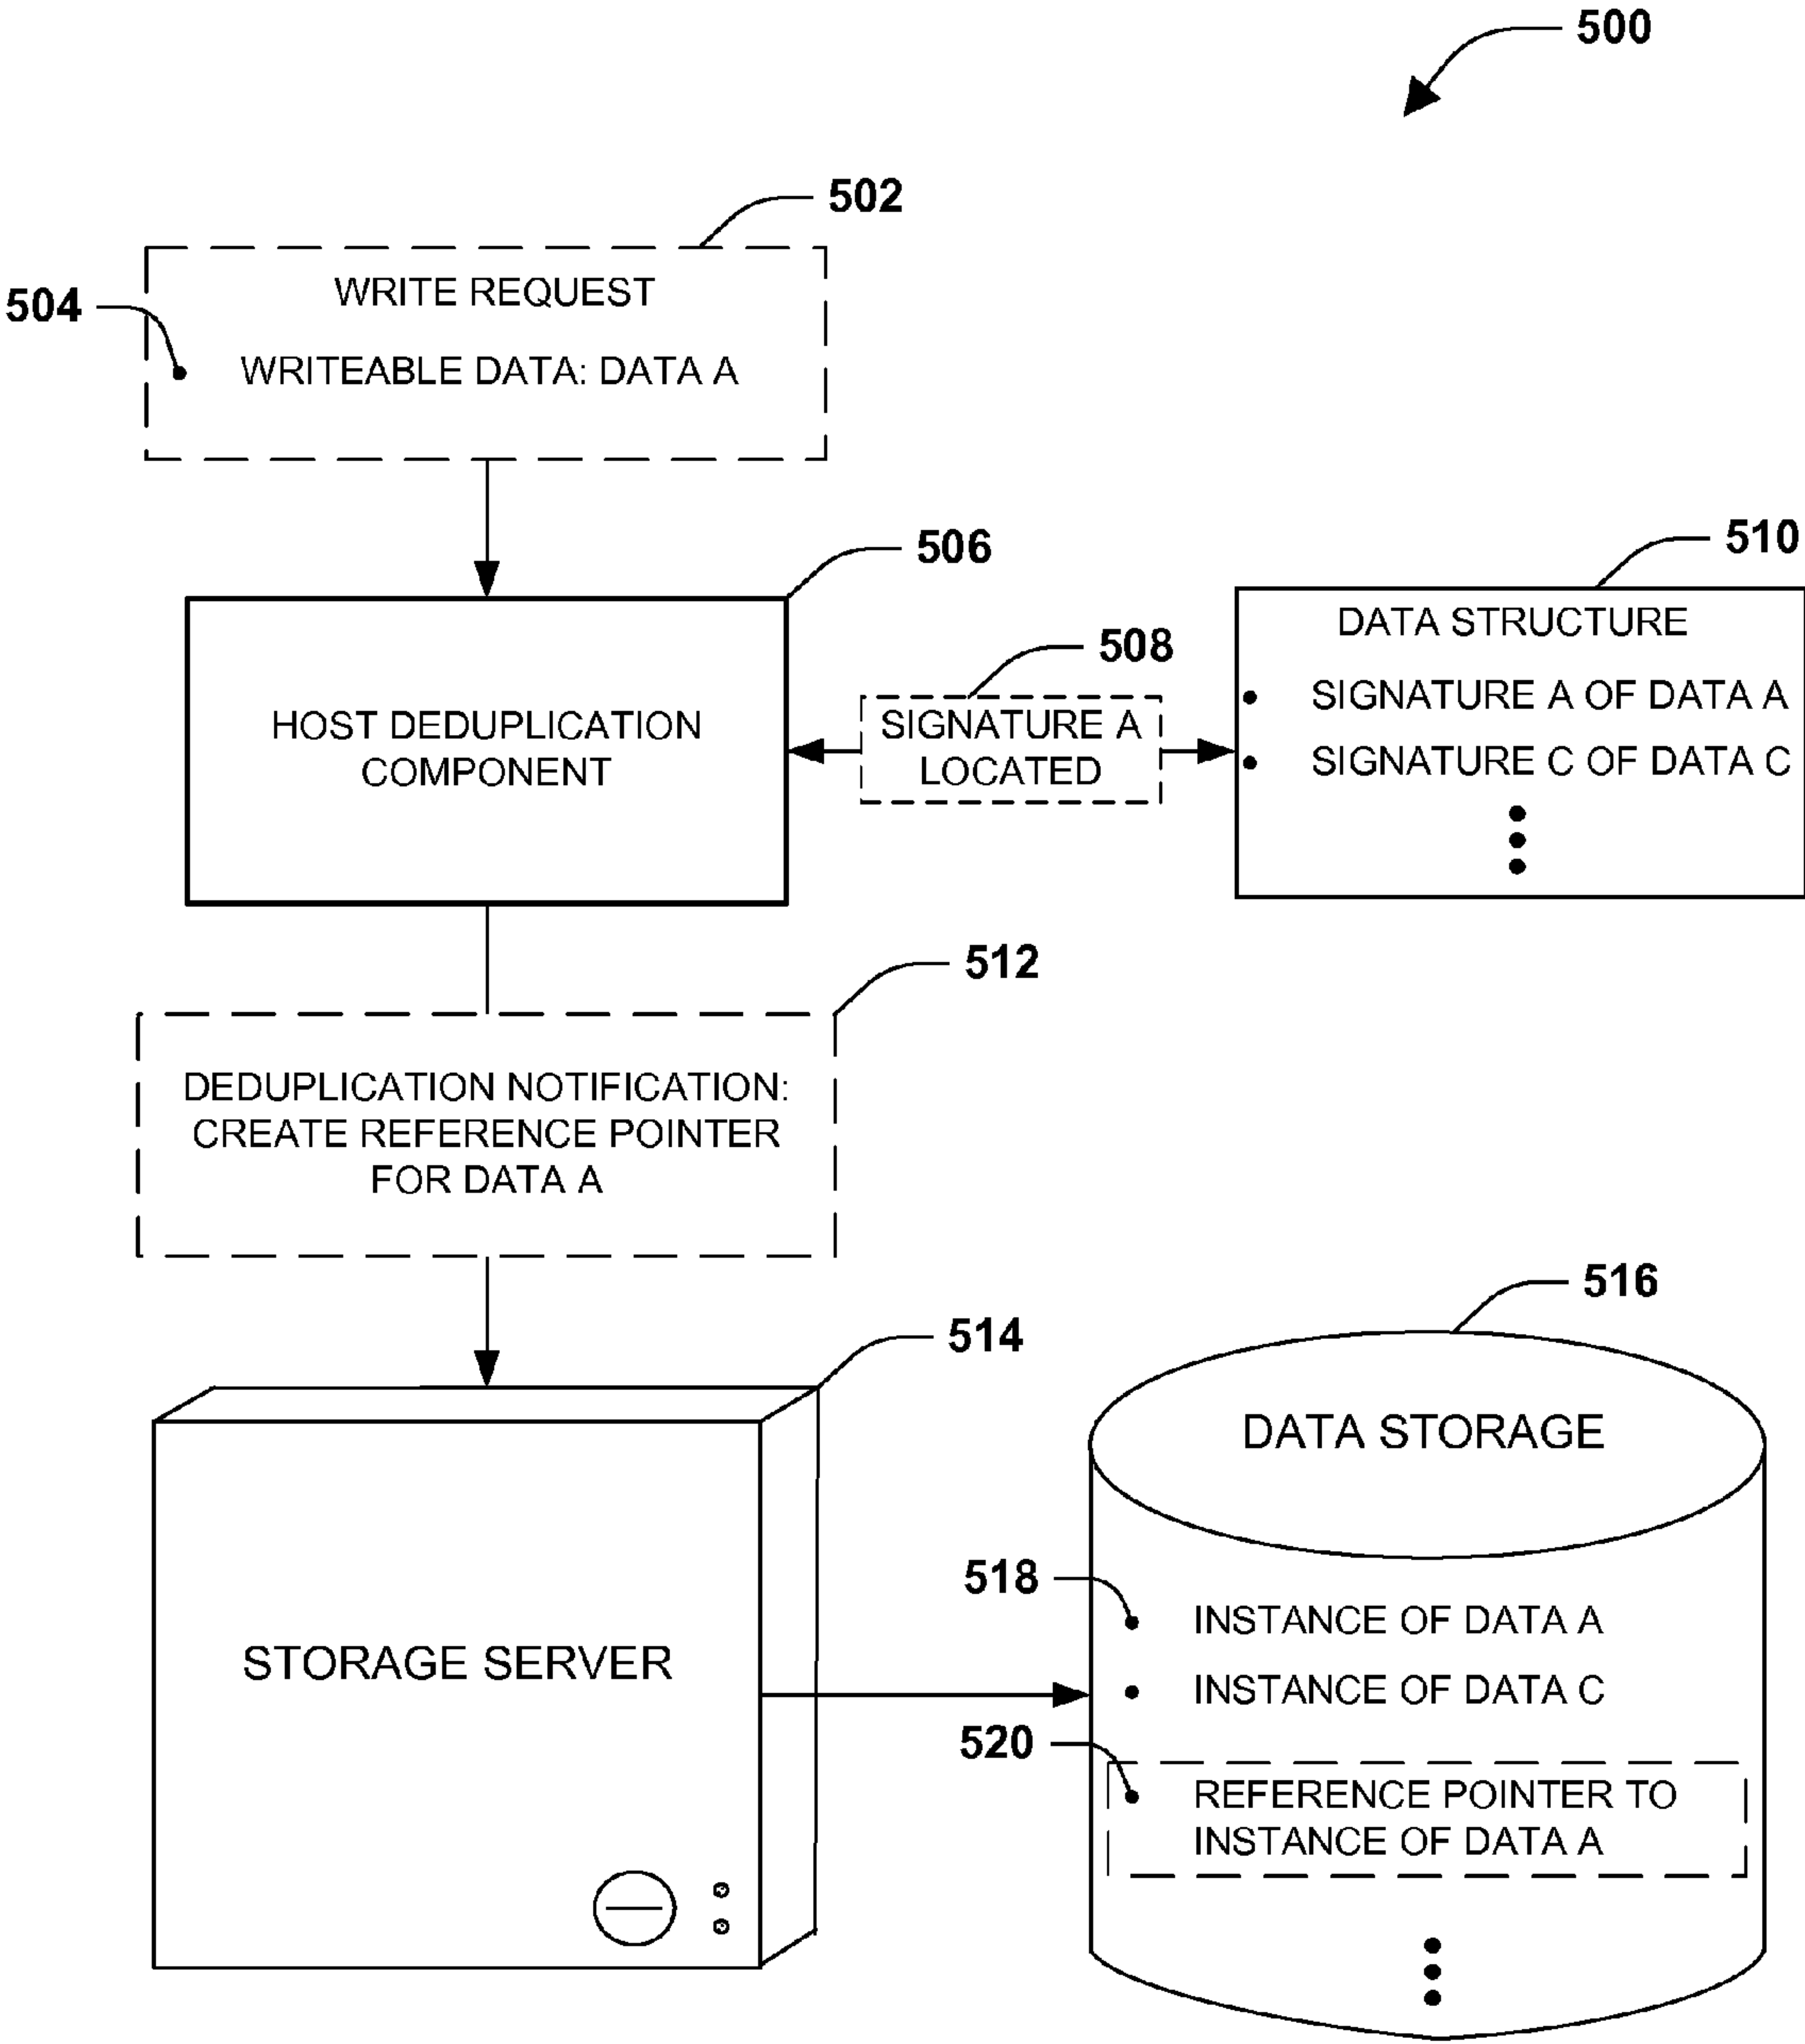 500
502
WRITE REQUEST
504
WRITEABLE DATA: DATA A
506
510
DATA STRUCTURE
508
SIGNATURE A OF DATA A
SIGNATURE A
LOCATED
SIGNATURE C OF DATA C
HOST DEDUPLICATION
COMPONENT
512
DEDUPLICATION NOTIFICATION:
CREATE REFERENCE POINTER
FOR DATA A
516
514
DATA STORAGE
518
INSTANCE OF DATA A
STORAGE SERVER
INSTANCE OF DATA C
520
REFERENCE POINTER TO
INSTANCE OF DATA A